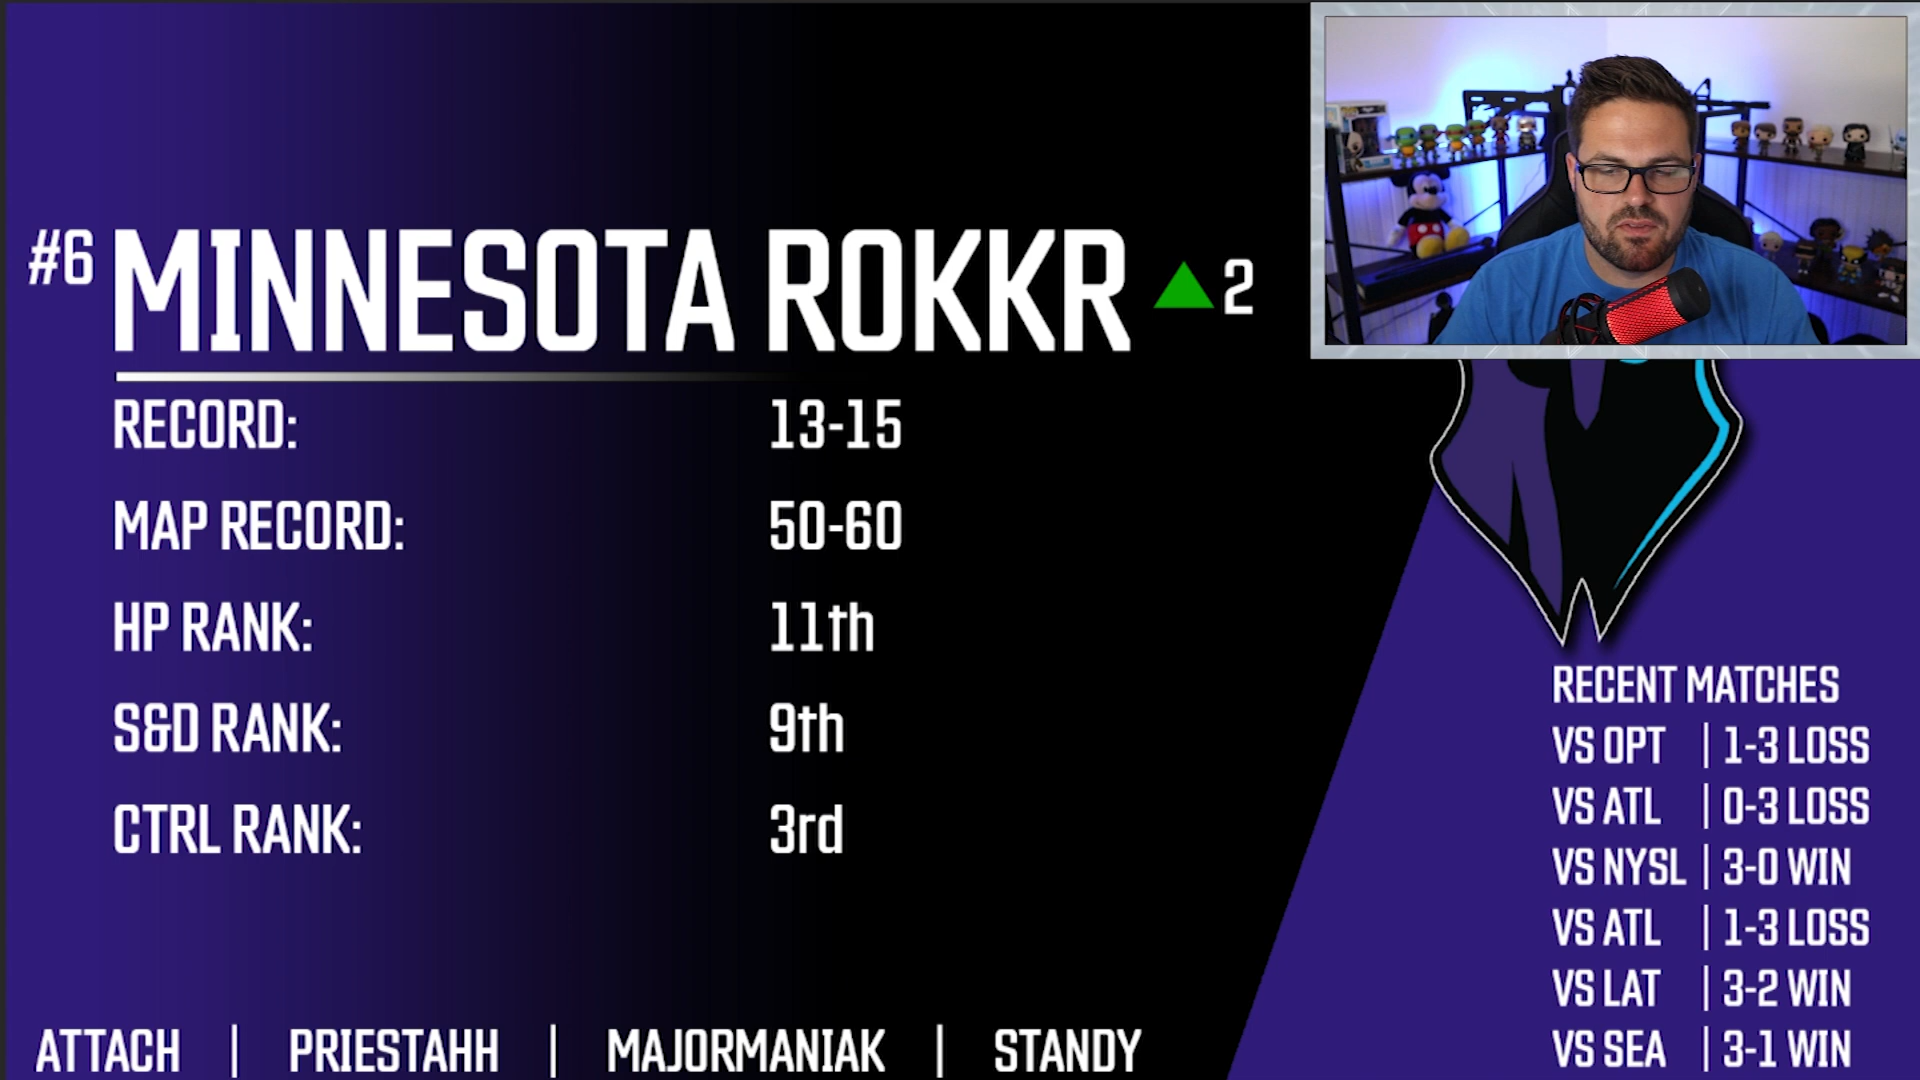 #6 MINNESOTA ROKKR 2
RECORD: 13-15
MAP RECORD: 50-60
HP RANK: 11th
S&D RANK: 9th
CTRL RANK: 3rd
RECENT MATCHES
VS OPT | 1-3 LOSS
VS ATL | 0-3 LOSS
VS NYSL | 3-0 WIN
VS ATL | 1-3 LOSS
VS LAT | 3-2 WIN
VS SEA | 3-1 WIN
ATTACH | PRIESTAHH | MAJORMANIAK | STANDY